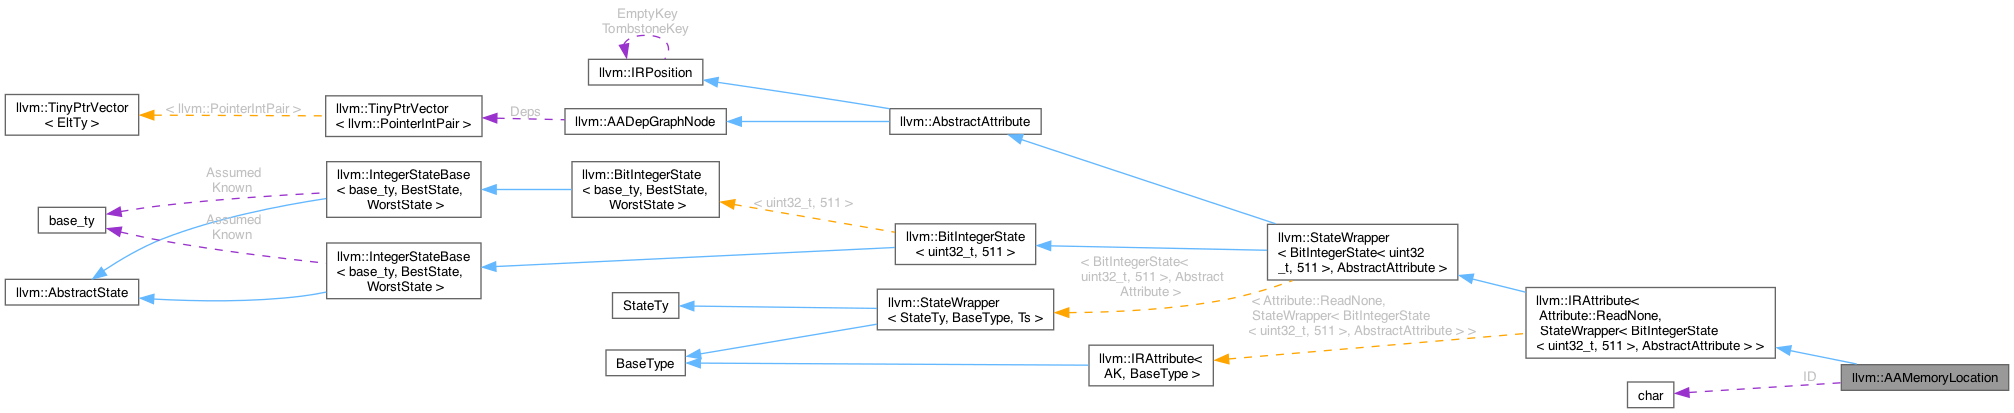 EmptyKey
TombstoneKey
llvm::IRPosition
llvm::TinyPtrVector
< EltTy >
< llvm::PointerIntPair >
llvm::TinyPtrVector
< llvm::PointerIntPair >
Deps
llvm::AADepGraphNode
llvm::AbstractAttribute
Assumed
Known
llvm::IntegerStateBase
< base_ty, BestState,
WorstState >
llvm::BitIntegerState
< base_ty, BestState,
WorstState >
< uint32_t, 511 >
base_ty
Assumed
Known
llvm::IntegerStateBase
< base_ty, BestState,
WorstState >
llvm::BitIntegerState
< uint32_t, 511 >
llvm::StateWrapper
< BitIntegerState< uint32
_t, 511 >, AbstractAttribute >
llvm::AbstractState
< BitIntegerState<
uint32_t, 511 >, Abstract
Attribute >
StateTy
llvm::StateWrapper
< StateTy, BaseType, Ts >
< Attribute::ReadNone,
StateWrapper< BitIntegerState
< uint32_t, 511 >, AbstractAttribute > >
llvm::IRAttribute<
Attribute::ReadNone,
StateWrapper< BitIntegerState
< uint32_t, 511 >, AbstractAttribute > >
BaseType
llvm::IRAttribute<
AK, BaseType >
ID
llvm::AAMemoryLocation
char